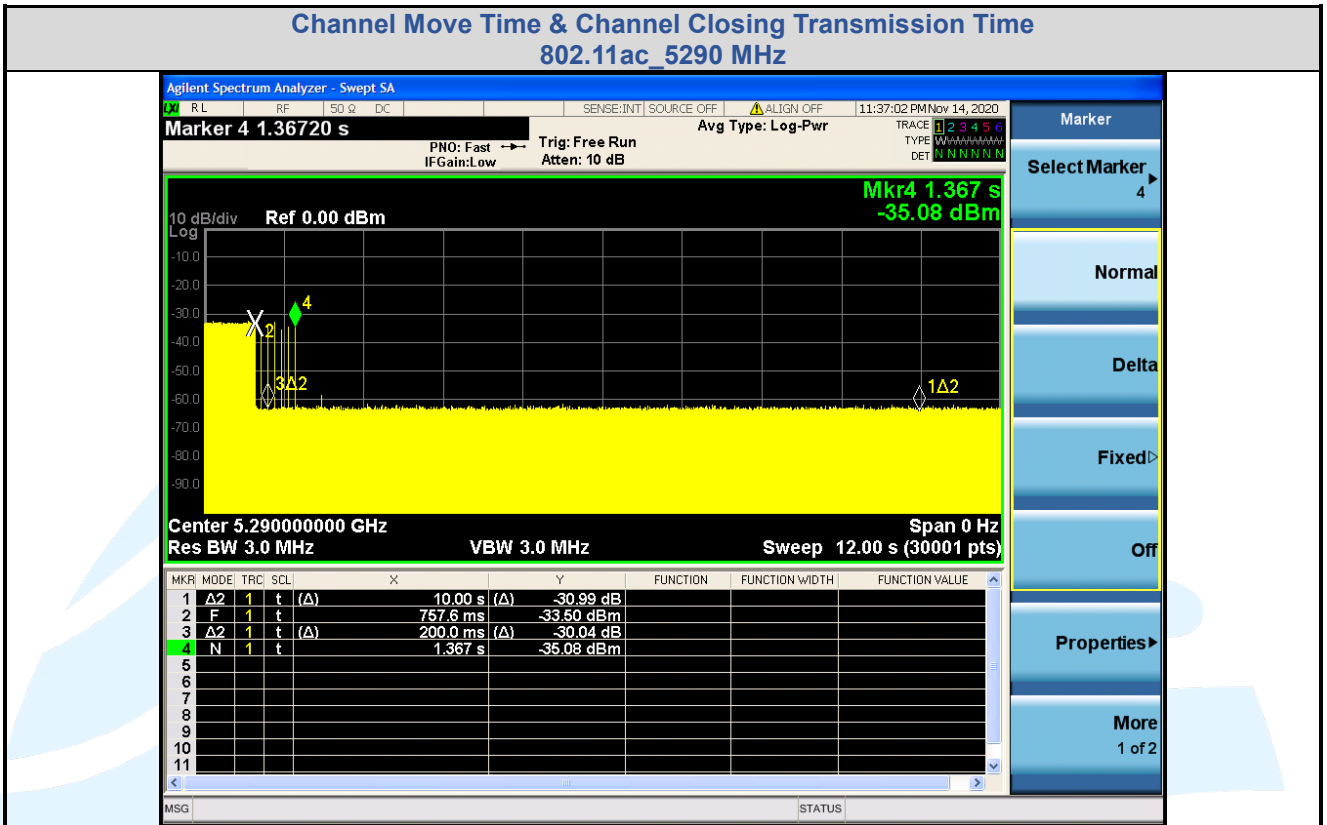 Channel Move Time & Channel Closing Transmission Time
802.11ac_5290 MHz
Agilent Spectrum Analyzer - Swept SA
LXI RL RF 50 Ω DC SENSE:INT SOURCE OFF ALIGN OFF 11:37:02 PM Nov 14, 2020
Marker 4 1.36720 s
PNO: Fast
IFGain:Low
Trig: Free Run
Atten: 10 dB
Avg Type: Log-Pwr
TRACE 1 2 3 4 5 6
TYPE WWWWWW
DET N N N N N N
Mkr4 1.367 s
-35.08 dBm
10 dB/div Ref 0.00 dBm
Log
-10.0
-20.0
-30.0
-40.0
-50.0
-60.0
-70.0
-80.0
-90.0
4
2
3Δ2
1Δ2
Center 5.290000000 GHz Span 0 Hz
Res BW 3.0 MHz VBW 3.0 MHz Sweep 12.00 s (30001 pts)
MKR MODE TRC SCL X Y FUNCTION FUNCTION WIDTH FUNCTION VALUE
1 Δ2 1 t (Δ) 10.00 s (Δ) -30.99 dB
2 F 1 t 757.6 ms -33.50 dBm
3 Δ2 1 t (Δ) 200.0 ms (Δ) -30.04 dB
4 N 1 t 1.367 s -35.08 dBm
5
6
7
8
9
10
11
MSG STATUS
Marker
Select Marker
4
Normal
Delta
Fixed
Off
Properties
More
1 of 2